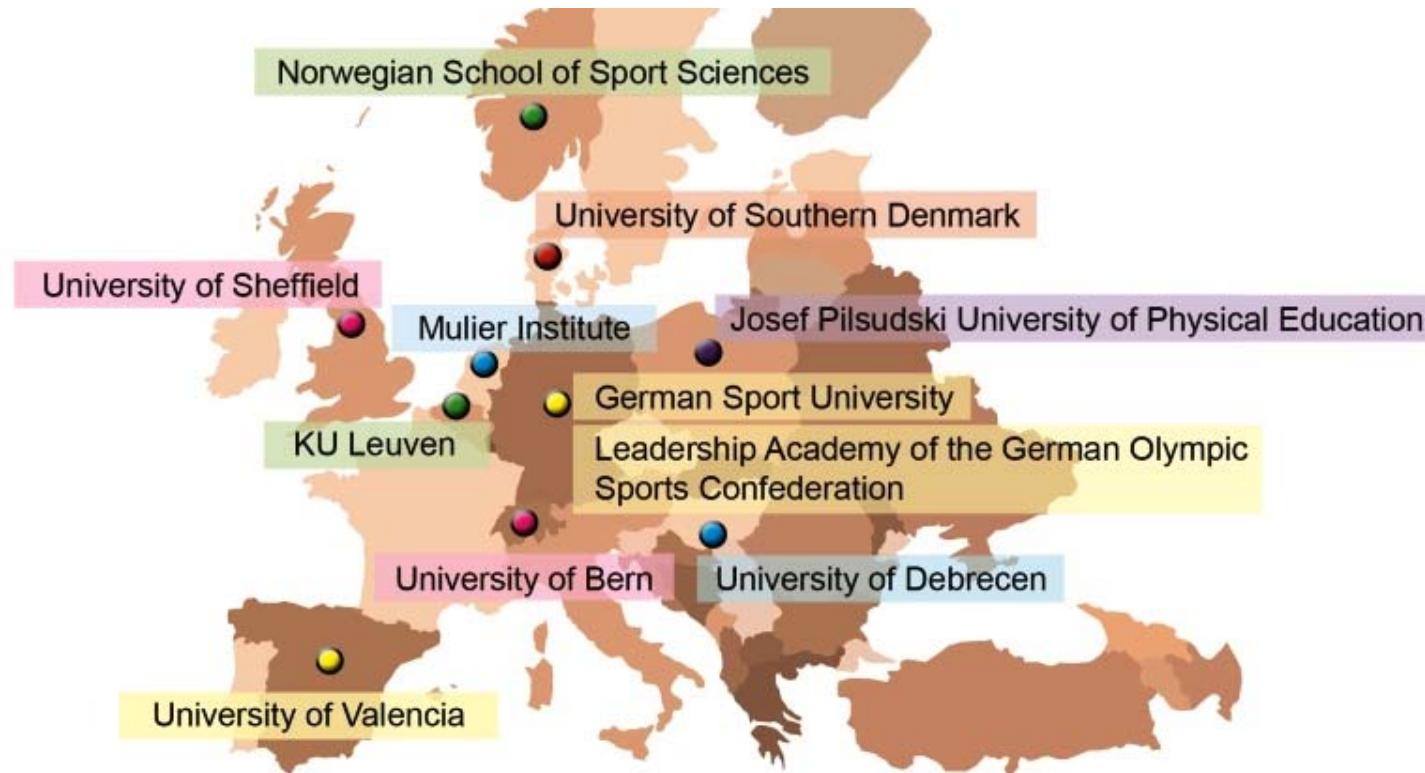 Norwegian School of Sport Sciences
University of Southern Denmark
University of Sheffield
Mulier Institute
Josef Pilsudski University of Physical Education
German Sport University
KU Leuven
Leadership Academy of the German Olympic
Sports Confederation
University of Bern
University of Debrecen
University of Valencia